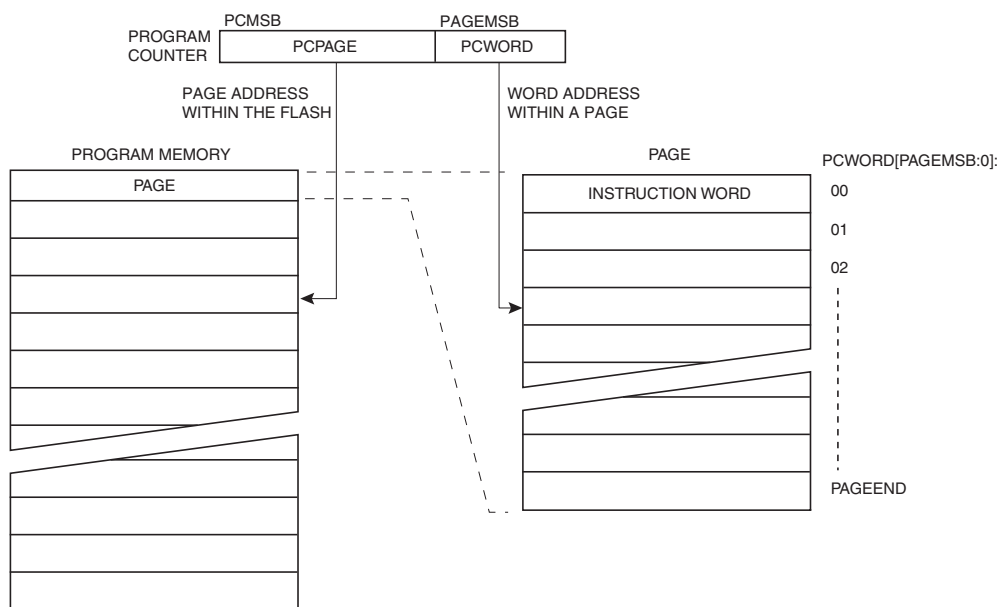 PCMSB
PAGEMSB
PROGRAM
COUNTER
PCPAGE
PCWORD
PAGE ADDRESS
WITHIN THE FLASH
WORD ADDRESS
WITHIN A PAGE
PROGRAM MEMORY
PAGE
PAGE
INSTRUCTION WORD
PCWORD[PAGEMSB:0]:
00
01
02
PAGEEND